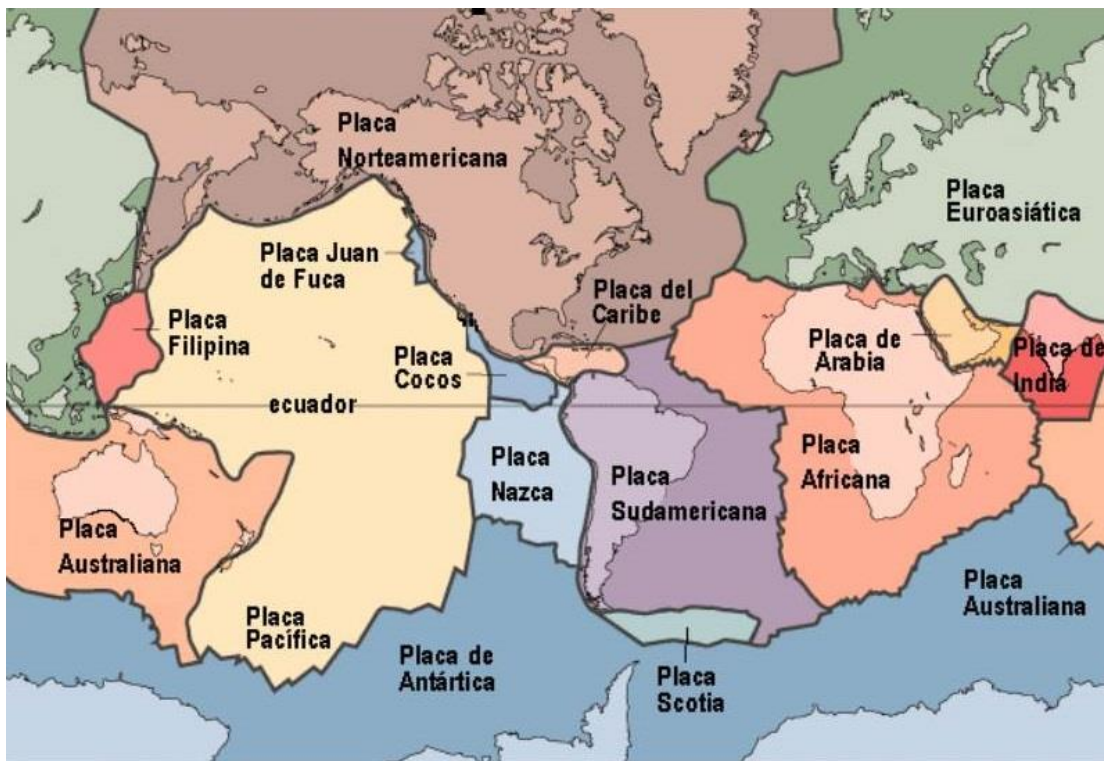 Placa
Norteamericana
Placa
Euroasiática
Placa Juan
de Fuca
Placa del
Caribe
Placa
Filipina
Placa de
Arabia
Placa de
India
Placa
Cocos
ecuador
Placa
Nazca
Placa
Sudamericana
Placa
Africana
Placa
Australiana
Placa
Australiana
Placa
Pacífica
Placa de
Antártica
Placa
Scotia